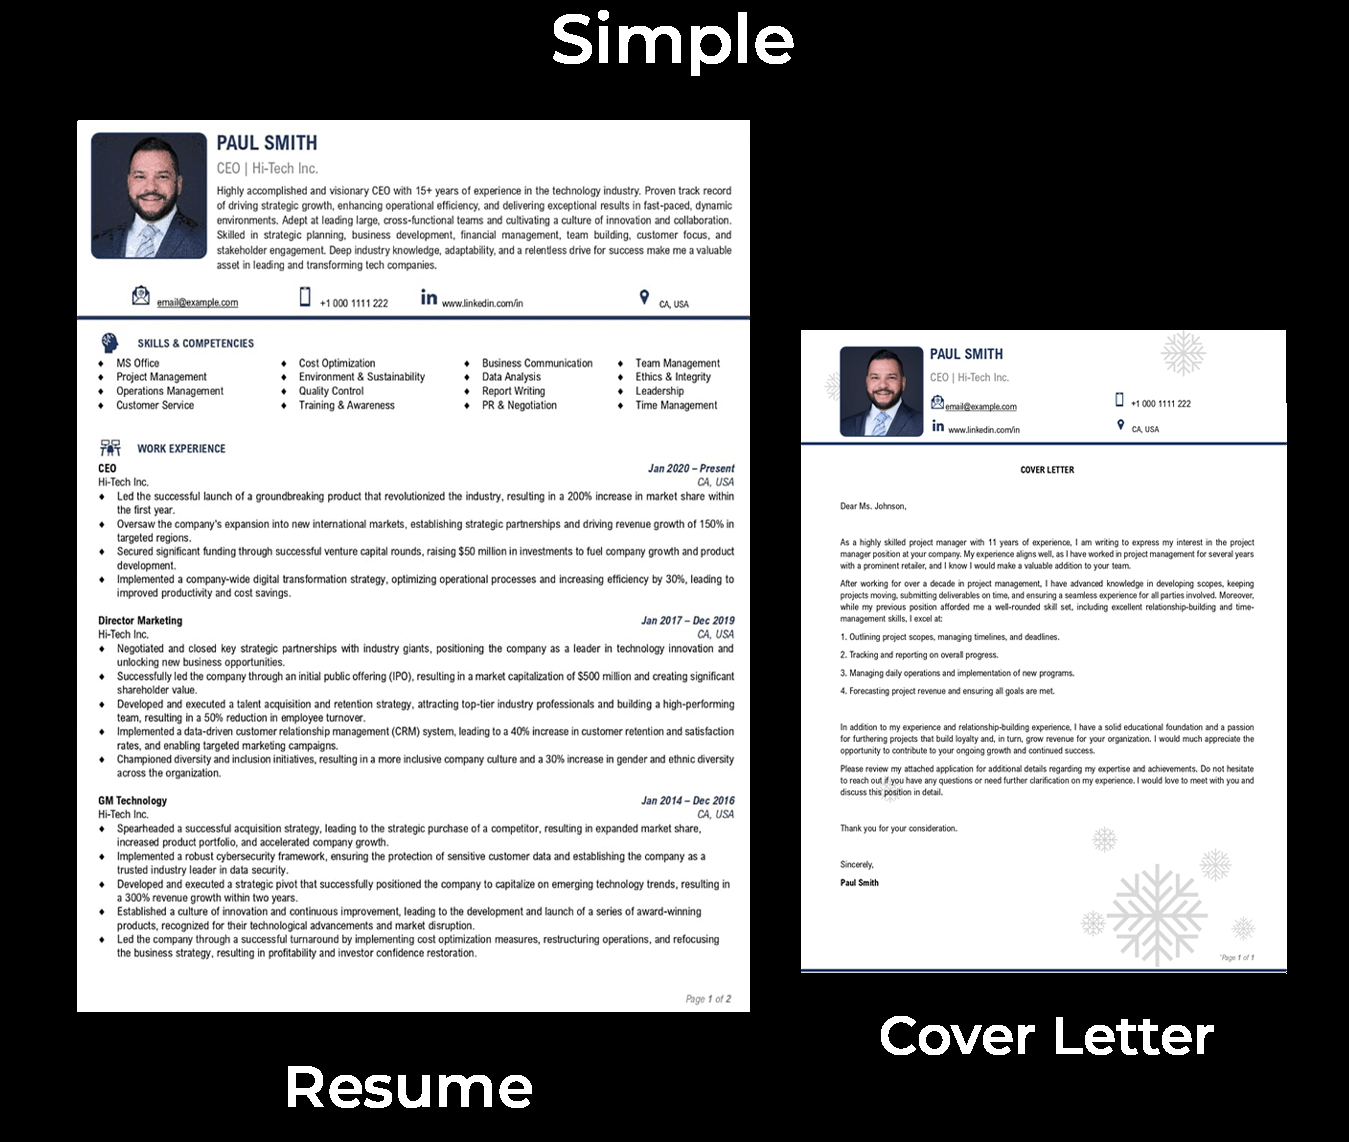 Simple
PAUL SMITH
CEO | Hi-Tech Inc.
Highly accomplished and visionary CEO with 15+ years of experience in the technology industry. Proven track record
of driving strategic growth, enhancing operational efficiency, and delivering exceptional results in fast-paced, dynamic
environments. Adept at leading large, cross-functional teams and cultivating a culture of innovation and collaboration.
Skilled in strategic planning, business development, financial management, team building, customer focus, and
stakeholder engagement. Deep industry knowledge, adaptability, and a relentless drive for success make me a valuable
asset in leading and transforming tech companies.
email@example.com +1 000 1111 222 in www.linkedin.com/in CA, USA
SKILLS & COMPETENCIES
♦ MS Office ♦ Cost Optimization ♦ Business Communication ♦ Team Management
♦ Project Management ♦ Environment & Sustainability ♦ Data Analysis ♦ Ethics & Integrity
♦ Operations Management ♦ Quality Control ♦ Report Writing ♦ Leadership
♦ Customer Service ♦ Training & Awareness ♦ PR & Negotiation ♦ Time Management
WORK EXPERIENCE
CEO Jan 2020 – Present
Hi-Tech Inc. CA, USA
♦ Led the successful launch of a groundbreaking product that revolutionized the industry, resulting in a 200% increase in market share within
the first year.
♦ Oversaw the company's expansion into new international markets, establishing strategic partnerships and driving revenue growth of 150% in
targeted regions.
♦ Secured significant funding through successful venture capital rounds, raising $50 million in investments to fuel company growth and product
development.
♦ Implemented a company-wide digital transformation strategy, optimizing operational processes and increasing efficiency by 30%, leading to
improved productivity and cost savings.
Director Marketing Jan 2017 – Dec 2019
Hi-Tech Inc. CA, USA
♦ Negotiated and closed key strategic partnerships with industry giants, positioning the company as a leader in technology innovation and
unlocking new business opportunities.
♦ Successfully led the company through an initial public offering (IPO), resulting in a market capitalization of $500 million and creating significant
shareholder value.
♦ Developed and executed a talent acquisition and retention strategy, attracting top-tier industry professionals and building a high-performing
team, resulting in a 50% reduction in employee turnover.
♦ Implemented a data-driven customer relationship management (CRM) system, leading to a 40% increase in customer retention and satisfaction
rates, and enabling targeted marketing campaigns.
♦ Championed diversity and inclusion initiatives, resulting in a more inclusive company culture and a 30% increase in gender and ethnic diversity
across the organization.
GM Technology Jan 2014 – Dec 2016
Hi-Tech Inc. CA, USA
♦ Spearheaded a successful acquisition strategy, leading to the strategic purchase of a competitor, resulting in expanded market share,
increased product portfolio, and accelerated company growth.
♦ Implemented a robust cybersecurity framework, ensuring the protection of sensitive customer data and establishing the company as a
trusted industry leader in data security.
♦ Developed and executed a strategic pivot that successfully positioned the company to capitalize on emerging technology trends, resulting in
a 300% revenue growth within two years.
♦ Established a culture of innovation and continuous improvement, leading to the development and launch of a series of award-winning
products, recognized for their technological advancements and market disruption.
♦ Led the company through a successful turnaround by implementing cost optimization measures, restructuring operations, and refocusing
the business strategy, resulting in profitability and investor confidence restoration.
Page 1 of 2
Resume
PAUL SMITH
CEO | Hi-Tech Inc.
email@example.com +1 000 1111 222
in www.linkedin.com/in CA, USA
COVER LETTER
Dear Ms. Johnson,
As a highly skilled project manager with 11 years of experience, I am writing to express my interest in the project
manager position at your company. My experience aligns well, as I have worked in project management for several years
with a prominent retailer, and I know I would make a valuable addition to your team.
After working for over a decade in project management, I have advanced knowledge in developing scopes, keeping
projects moving, submitting deliverables on time, and ensuring a seamless experience for all parties involved. Moreover,
while my previous position afforded me a well-rounded skill set, including excellent relationship-building and time-
management skills, I excel at:
1. Outlining project scopes, managing timelines, and deadlines.
2. Tracking and reporting on overall progress.
3. Managing daily operations and implementation of new programs.
4. Forecasting project revenue and ensuring all goals are met.
In addition to my experience and relationship-building experience, I have a solid educational foundation and a passion
for furthering projects that build loyalty and, in turn, grow revenue for your organization. I would much appreciate the
opportunity to contribute to your ongoing growth and continued success.
Please review my attached application for additional details regarding my expertise and achievements. Do not hesitate
to reach out if you have any questions or need further clarification on my experience. I would love to meet with you and
discuss this position in detail.
Thank you for your consideration.
Sincerely,
Paul Smith
Page 1 of 1
Cover Letter